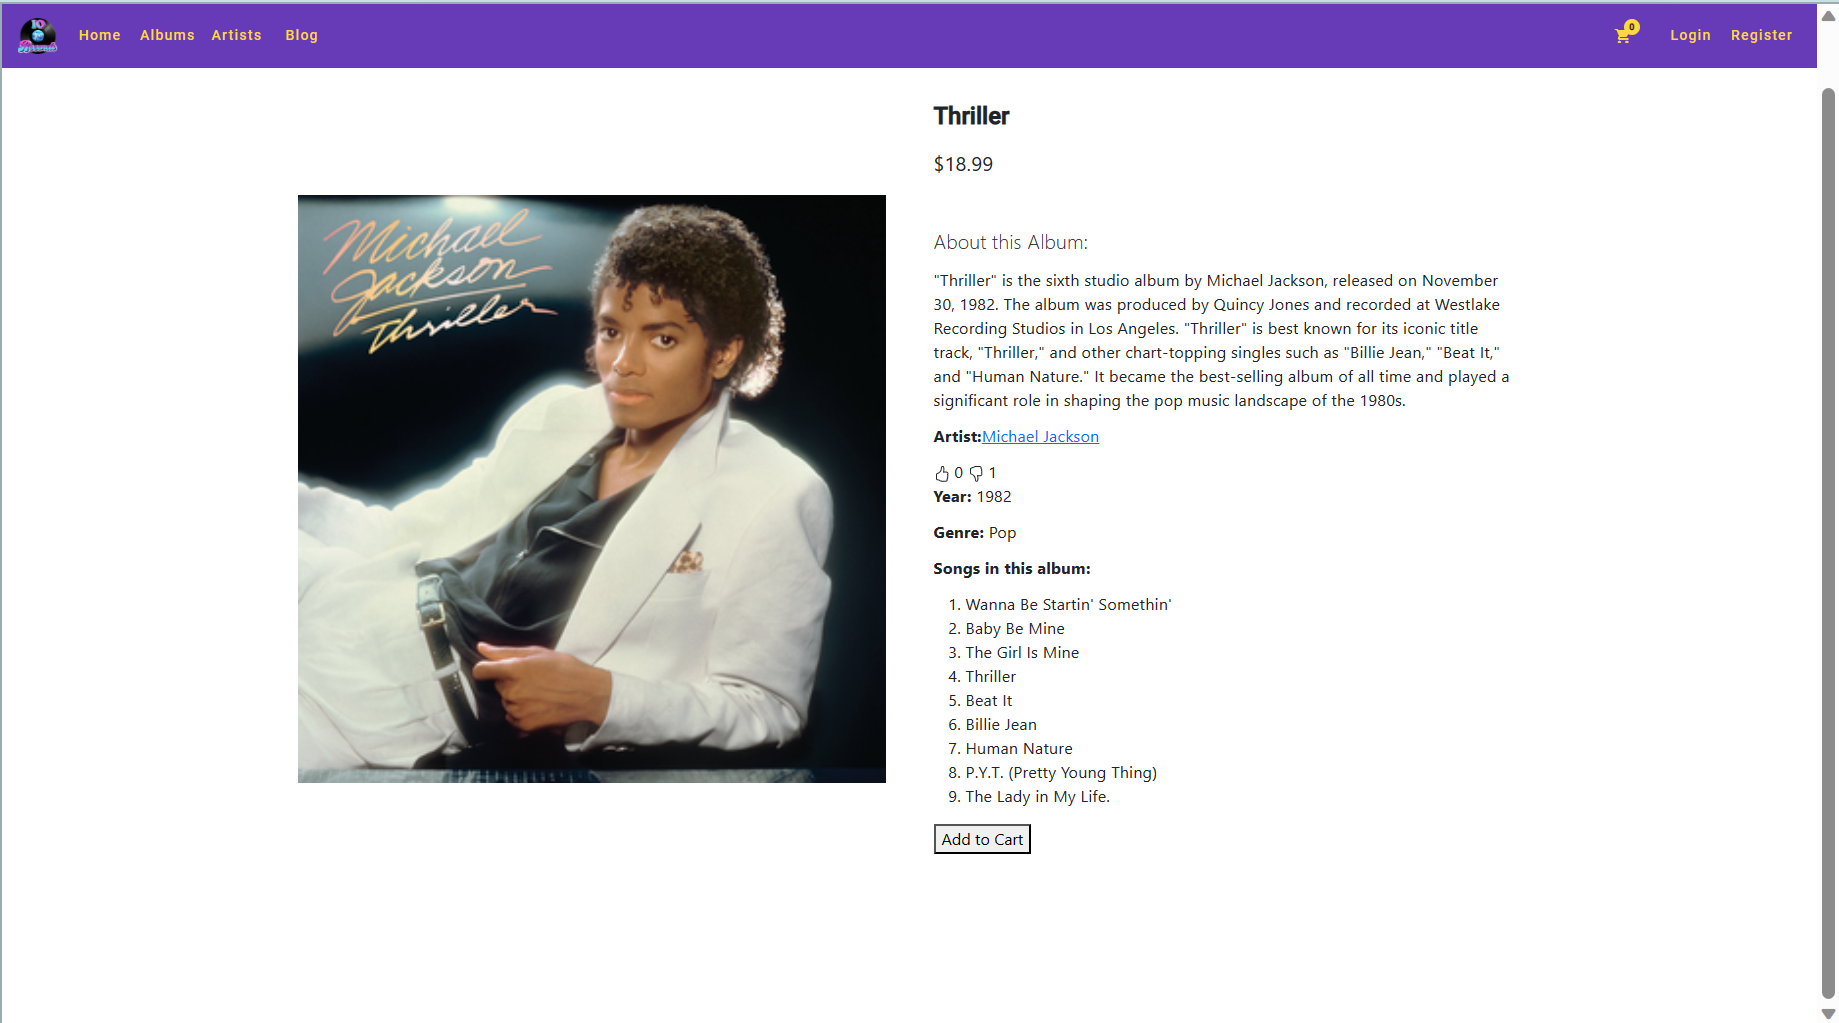 Home Albums Artists Blog 0 Login Register
Thriller
$18.99
Michael
Jackson
Thriller
About this Album:
"Thriller" is the sixth studio album by Michael Jackson, released on November
30, 1982. The album was produced by Quincy Jones and recorded at Westlake
Recording Studios in Los Angeles. "Thriller" is best known for its iconic title
track, "Thriller," and other chart-topping singles such as "Billie Jean," "Beat It,"
and "Human Nature." It became the best-selling album of all time and played a
significant role in shaping the pop music landscape of the 1980s.
Artist:Michael Jackson
0 1
Year: 1982
Genre: Pop
Songs in this album:
1. Wanna Be Startin' Somethin'
2. Baby Be Mine
3. The Girl Is Mine
4. Thriller
5. Beat It
6. Billie Jean
7. Human Nature
8. P.Y.T. (Pretty Young Thing)
9. The Lady in My Life.
Add to Cart